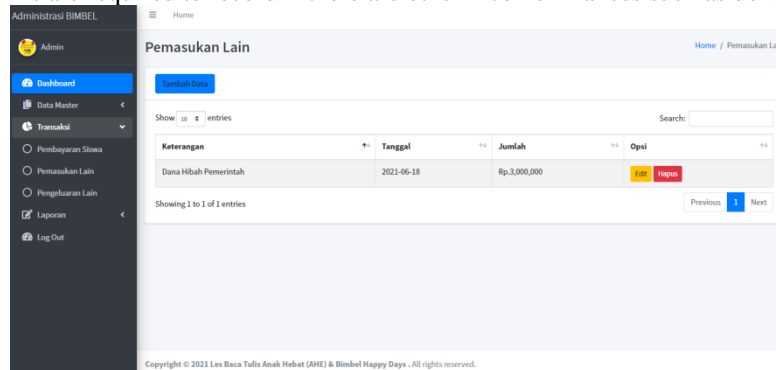 Administrasi BIMBEL
Home
Admin
Pemasukan Lain
Home / Pemasukan La
Dashboard
Tambah Data
Data Master
Transaksi
Show 10 entries
Search:
Pembayaran Siswa
Keterangan Tanggal Jumlah Opsi
Pemasukan Lain
Dana Hibah Pemerintah 2021-06-18 Rp.3,000,000 Edit Hapus
Pengeluaran Lain
Showing 1 to 1 of 1 entries
Previous 1 Next
Laporan
Log Out
Copyright © 2021 Les Baca Tulis Anak Hebat (AHE) & Bimbel Happy Days . All rights reserved.